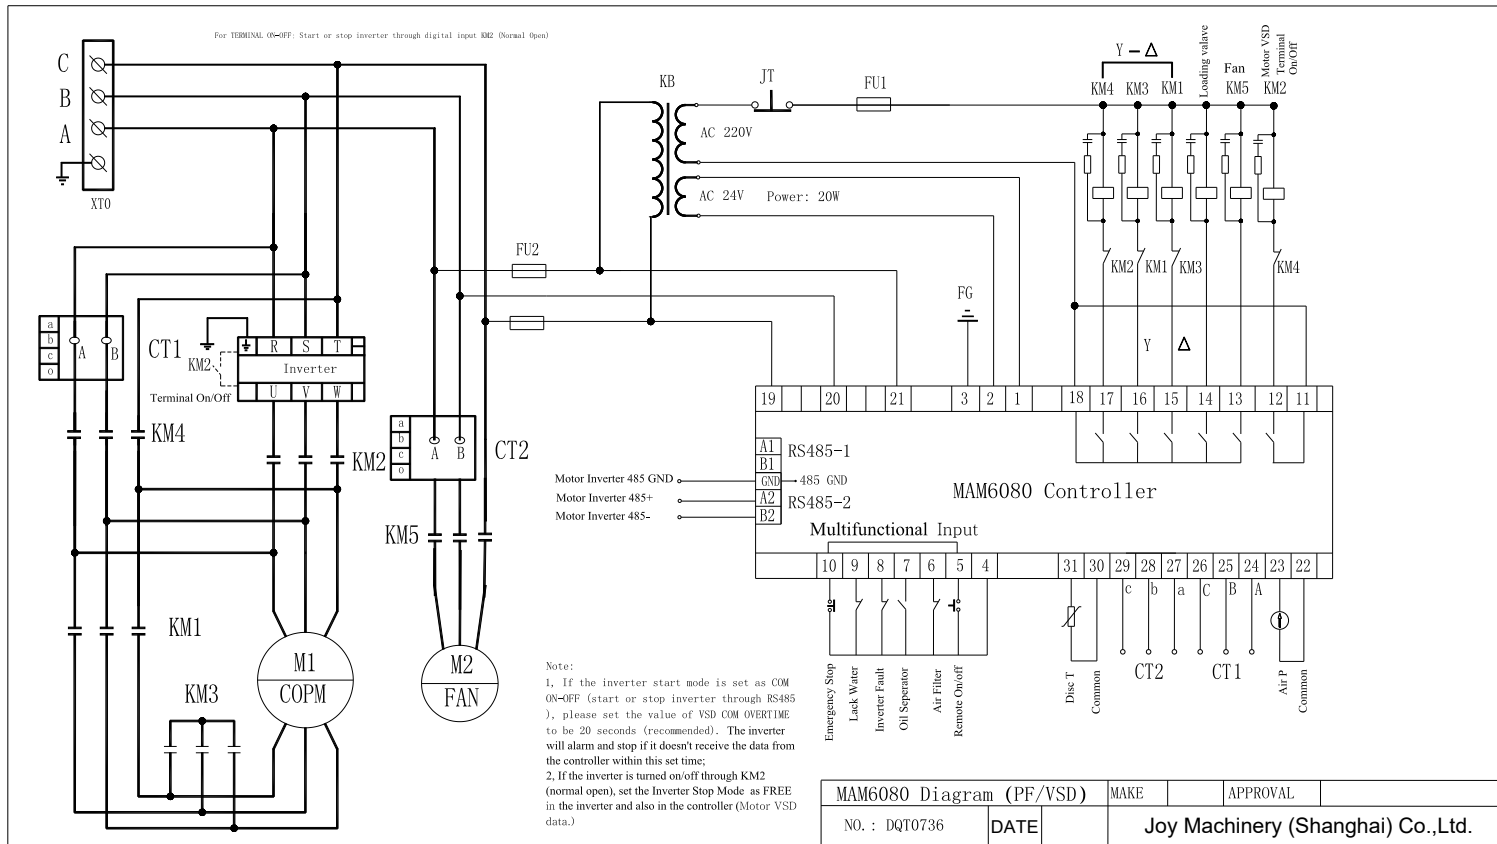 For TERMINAL ON-OFF: Start or stop inverter through digital input KM2 (Normal Open)
C
B
A
XT0
a
b
c
o
A
B
CT1
KM2
Terminal On/Off
R S T
Inverter
U V W
KM4
KM2
a
b
c
o
A
B
CT2
KM5
KM1
M1
COPM
KM3
M2
FAN
KB
JT
FU1
AC 220V
AC 24V
Power: 20W
FU2
FG
Y — Δ
KM4
KM3
KM1
Loading valave
Fan
KM5
Motor VSD
Terminal
On/Off
KM2
KM2
KM1
KM3
KM4
Y
Δ
19 20 21 3 2 1 18 17 16 15 14 13 12 11
A1
B1
GND
A2
B2
RS485-1
485 GND
RS485-2
Motor Inverter 485 GND
Motor Inverter 485+
Motor Inverter 485-
MAM6080 Controller
Multifunctional Input
10 9 8 7 6 5 4 31 30 29 28 27 26 25 24 23 22
c b a C B A
CT2
CT1
Emergency Stop
Lack Water
Inverter Fault
Oil Seperator
Air Filter
Remote On/off
Disc T
Common
Air P
Common
Note:
1, If the inverter start mode is set as COM
ON-OFF (start or stop inverter through RS485
), please set the value of VSD COM OVERTIME
to be 20 seconds (recommended). The inverter
will alarm and stop if it doesn't receive the data from
the controller within this set time;
2, If the inverter is turned on/off through KM2
(normal open), set the Inverter Stop Mode as FREE
in the inverter and also in the controller (Motor VSD
data.)
MAM6080 Diagram (PF/VSD)
MAKE
APPROVAL
NO.: DQT0736
DATE
Joy Machinery (Shanghai) Co.,Ltd.